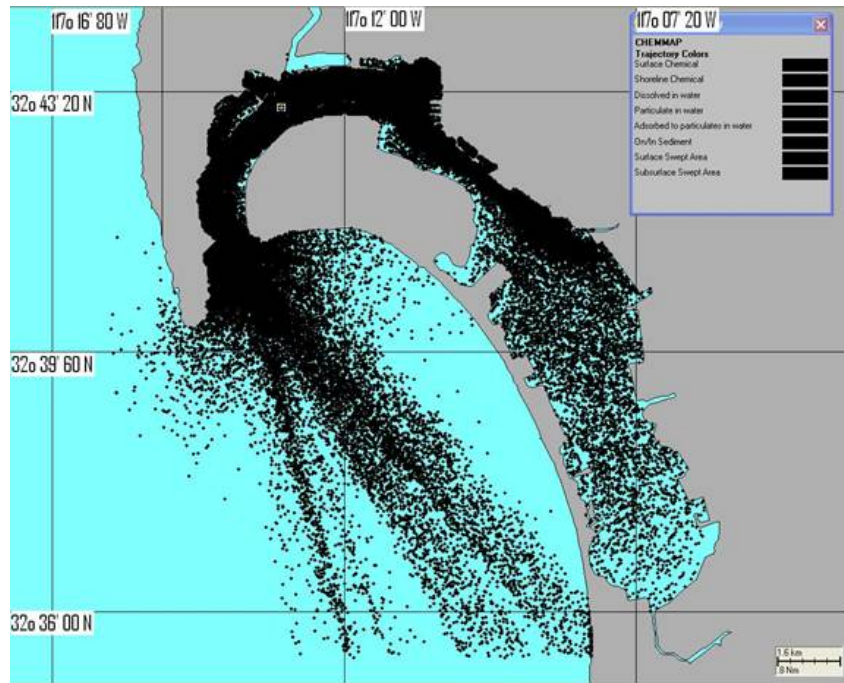 117o 16' 80 W
117o 12' 00 W
117o 07' 20 W
CHEMMAP
Trajectory Colors
Surface Chemical
Shoreline Chemical
Dissolved in water
Particulate in water
Adsorbed to particulates in water
On/In Sediment
Surface Swept Area
Subsurface Swept Area
32o 43' 20 N
32o 39' 60 N
32o 36' 00 N
1.6 km
.8 Nm